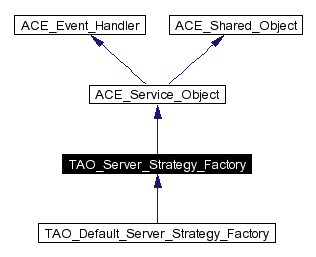 ACE_Event_Handler
ACE_Shared_Object
ACE_Service_Object
TAO_Server_Strategy_Factory
TAO_Default_Server_Strategy_Factory